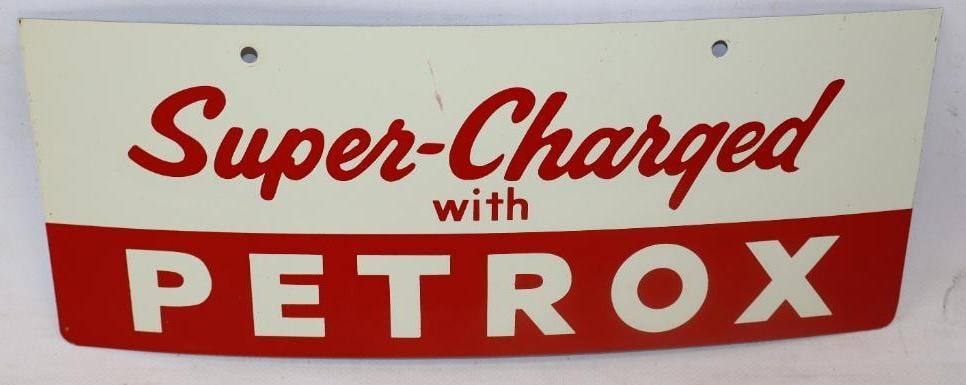 Super-Charged
with
PETROX